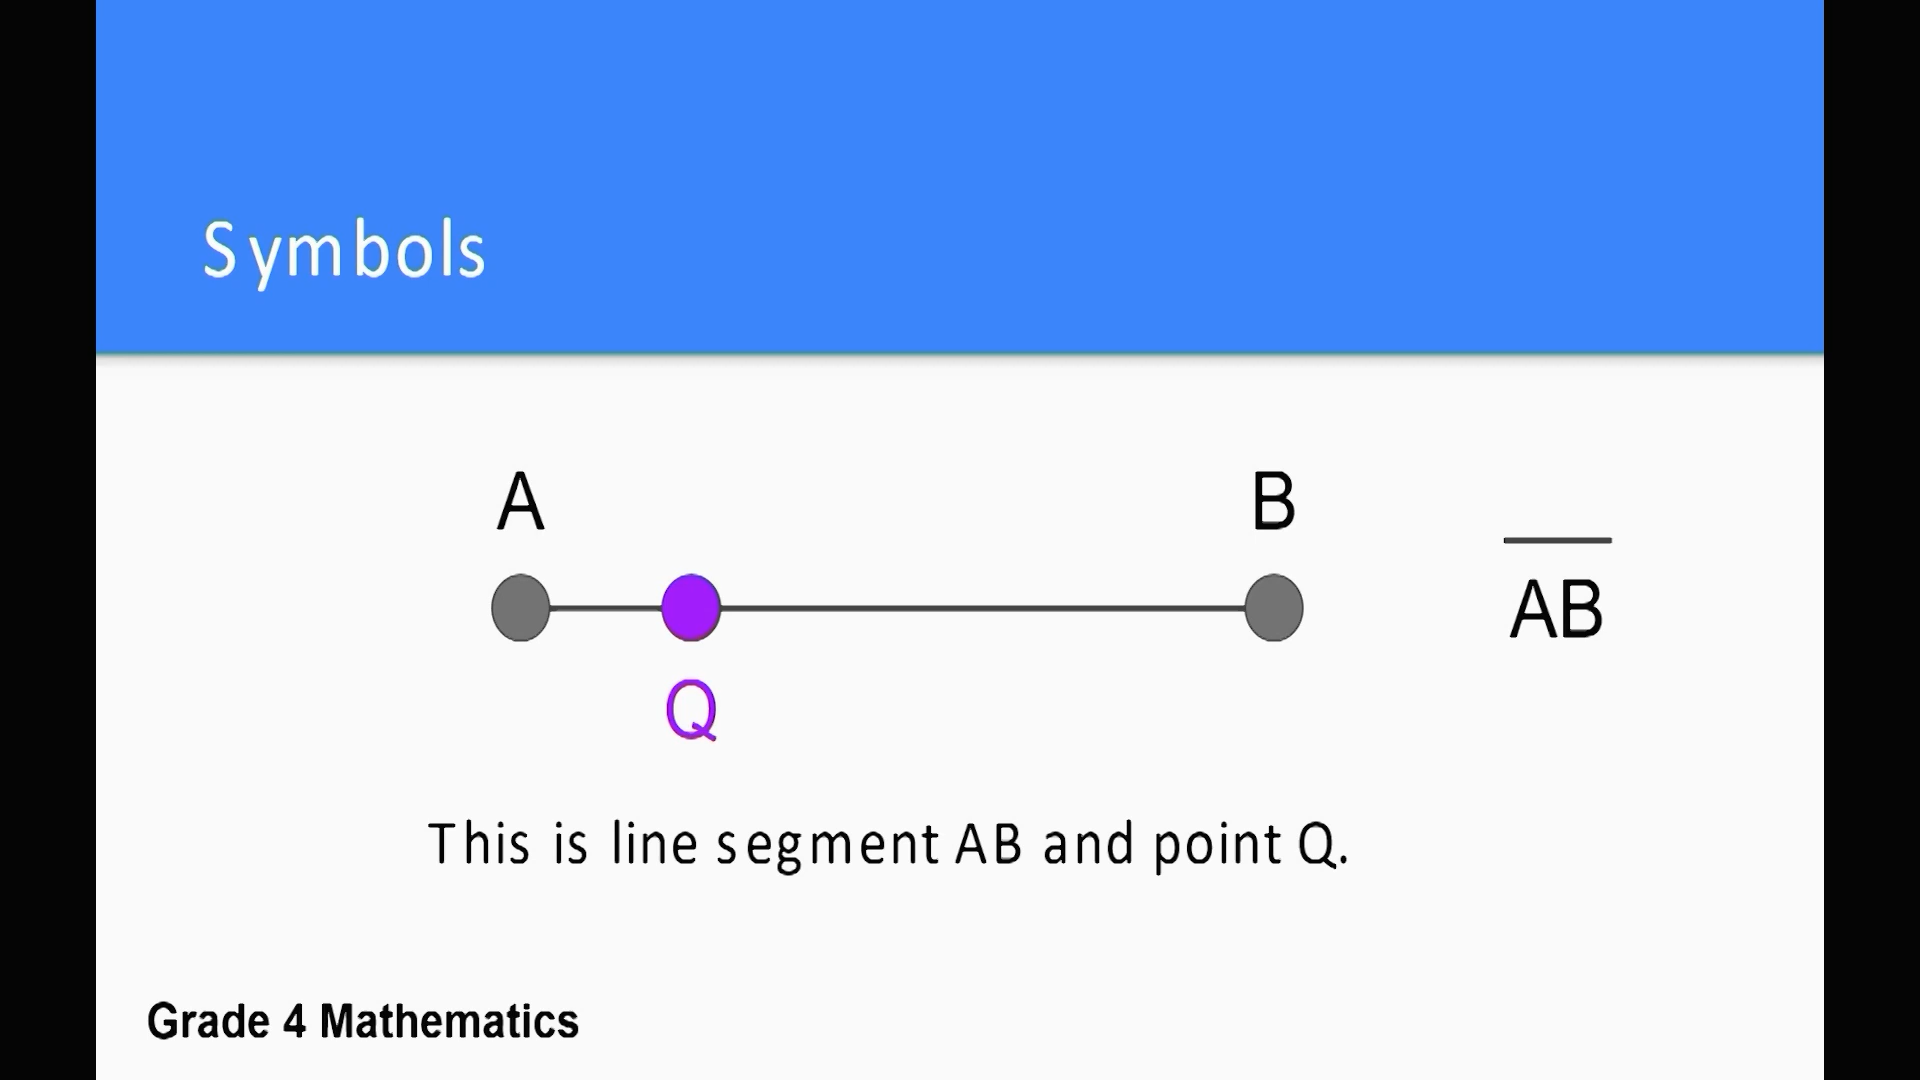 Symbols
A B
AB
Q
This is line segment AB and point Q.
Grade 4 Mathematics